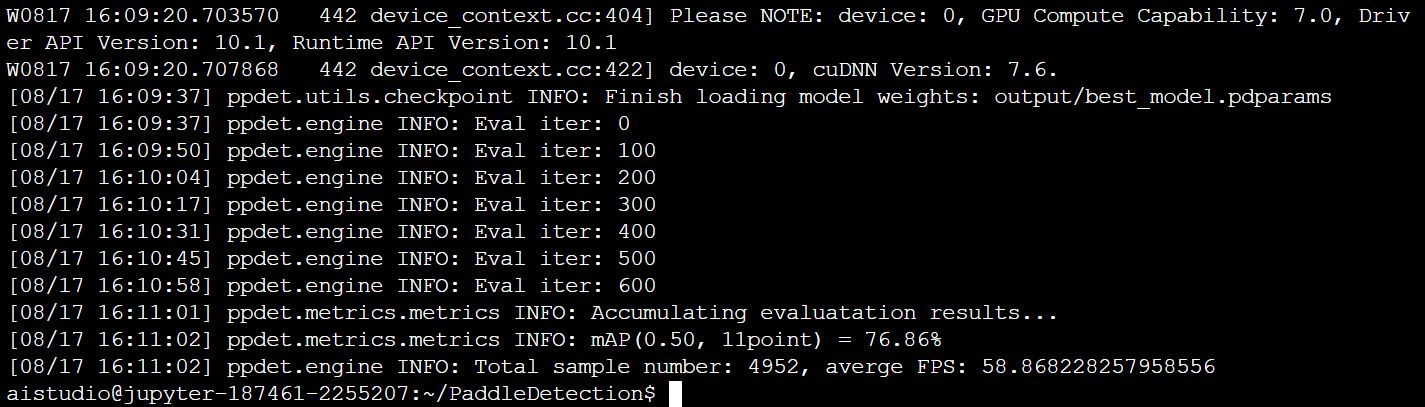 W0817 16:09:20.703570   442 device_context.cc:404] Please NOTE: device: 0, GPU Compute Capability: 7.0, Driv
er API Version: 10.1, Runtime API Version: 10.1
W0817 16:09:20.707868   442 device_context.cc:422] device: 0, cuDNN Version: 7.6.
[08/17 16:09:37] ppdet.utils.checkpoint INFO: Finish loading model weights: output/best_model.pdparams
[08/17 16:09:37] ppdet.engine INFO: Eval iter: 0
[08/17 16:09:50] ppdet.engine INFO: Eval iter: 100
[08/17 16:10:04] ppdet.engine INFO: Eval iter: 200
[08/17 16:10:17] ppdet.engine INFO: Eval iter: 300
[08/17 16:10:31] ppdet.engine INFO: Eval iter: 400
[08/17 16:10:45] ppdet.engine INFO: Eval iter: 500
[08/17 16:10:58] ppdet.engine INFO: Eval iter: 600
[08/17 16:11:01] ppdet.metrics.metrics INFO: Accumulating evaluatation results...
[08/17 16:11:02] ppdet.metrics.metrics INFO: mAP(0.50, 11point) = 76.86%
[08/17 16:11:02] ppdet.engine INFO: Total sample number: 4952, averge FPS: 58.868228257958556
aistudio@jupyter-187461-2255207:~/PaddleDetection$